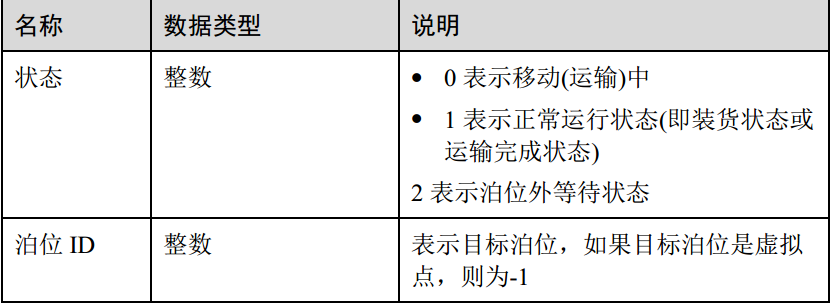 名称 数据类型 说明
状态 整数 • 0 表示移动(运输)中
• 1 表示正常运行状态(即装货状态或
运输完成状态)
2 表示泊位外等待状态
泊位 ID 整数 表示目标泊位，如果目标泊位是虚拟
点，则为-1